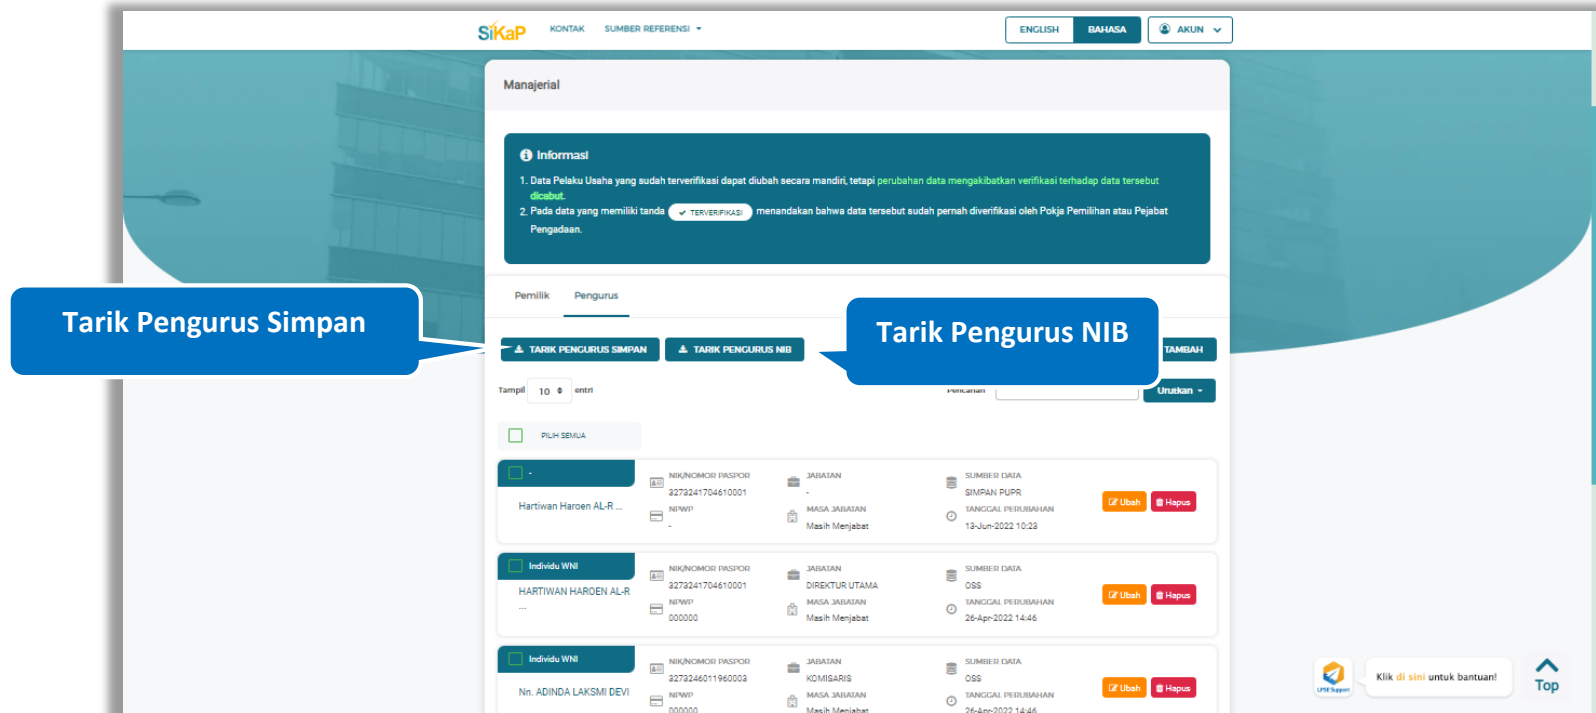 SiKaP
KONTAK
SUMBER REFERENSI
ENGLISH
BAHASA
AKUN
Manajerial
Informasi
1. Data Pelaku Usaha yang sudah terverifikasi dapat diubah secara mandiri, tetapi perubahan data mengakibatkan verifikasi terhadap data tersebut
dicabut.
2. Pada data yang memiliki tanda TERVERIFIKASI menandakan bahwa data tersebut sudah pernah diverifikasi oleh Pokja Pemilihan atau Pejabat
Pengadaan.
Pemilik
Pengurus
Tarik Pengurus Simpan
Tarik Pengurus NIB
TARIK PENGURUS SIMPAN
TARIK PENGURUS NIB
TAMBAH
Tampil 10 entri
Pencarian
Urutkan
PILIH SEMUA
-
Hartiwan Haroen AL-R ...
NIK/NOMOR PASPOR
3273241704610001
NPWP
-
JABATAN
-
MASA JABATAN
Masih Menjabat
SUMBER DATA
SIMPAN PUPR
TANGGAL PERUBAHAN
13-Jun-2022 10:23
Ubah
Hapus
Individu WNI
HARTIWAN HAROEN AL-R
...
NIK/NOMOR PASPOR
3273241704610001
NPWP
000000
JABATAN
DIREKTUR UTAMA
MASA JABATAN
Masih Menjabat
SUMBER DATA
OSS
TANGGAL PERUBAHAN
26-Apr-2022 14:46
Ubah
Hapus
Individu WNI
Nn. ADINDA LAKSMI DEVI
NIK/NOMOR PASPOR
3273246011960003
NPWP
000000
JABATAN
KOMISARIS
MASA JABATAN
Masih Menjabat
SUMBER DATA
OSS
TANGGAL PERUBAHAN
26-Apr-2022 14:46
Ubah
Hapus
LPSE Support
Klik di sini untuk bantuan!
Top